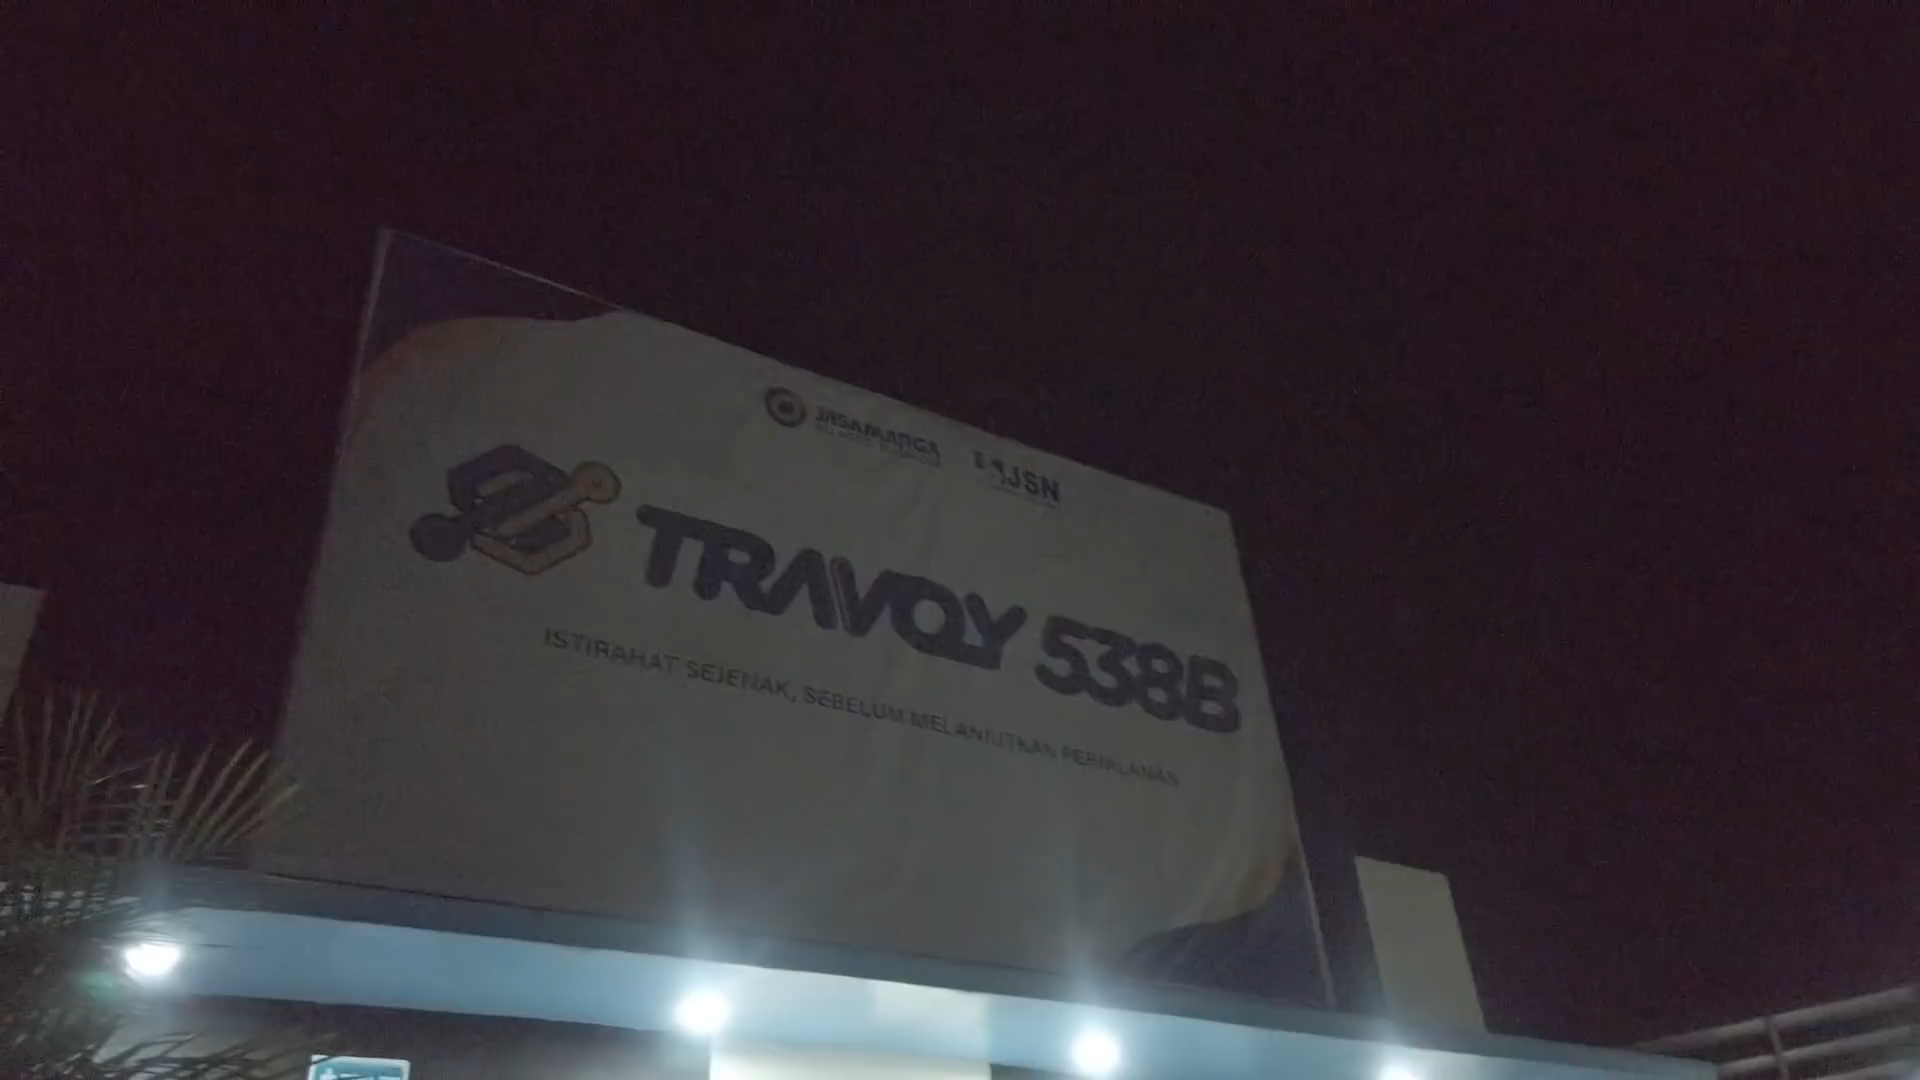 JASAMARGA
JSN
TRAVOY 538B
ISTIRAHAT SEJENAK, SEBELUM MELANJUTKAN PERJALANAN